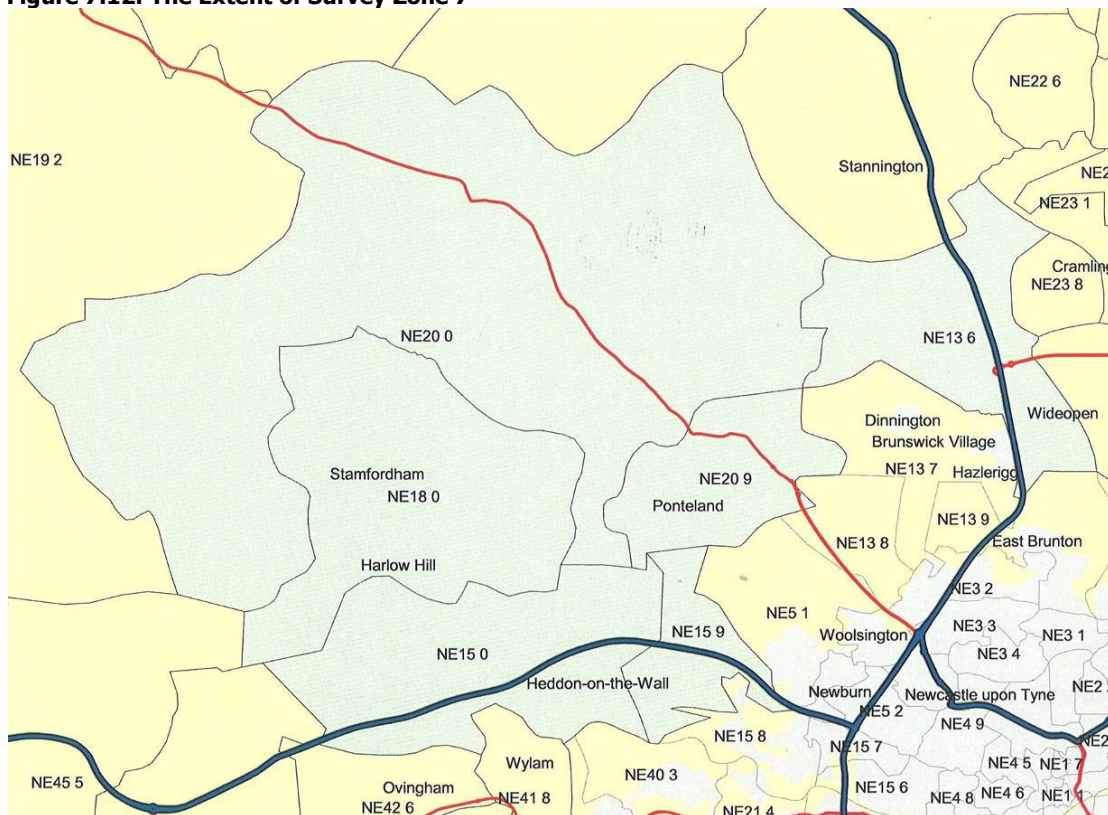 Figure 7.12: The Extent of Survey Zone 7
NE22 6
NE19 2
Stannington
NE2
NE23 1
Cramling
NE23 8
NE20 0
NE13 6
Wideopen
Dinnington
Brunswick Village
Stamfordham
NE20 9
NE13 7
Hazlerigg
NE18 0
Ponteland
NE13 9
NE13 8
East Brunton
Harlow Hill
NE3 2
NE5 1
NE15 9
Woolsington
NE3 3
NE3 1
NE15 0
NE3 4
Heddon-on-the-Wall
Newburn
Newcastle upon Tyne
NE2
NE5 2
NE4 9
NE15 8
NE15 7
NE2
Wylam
NE40 3
NE4 5
NE1 7
NE45 5
Ovingham
NE15 6
NE41 8
NE4 8
NE4 6
NE1 1
NE42 6
NE21 4